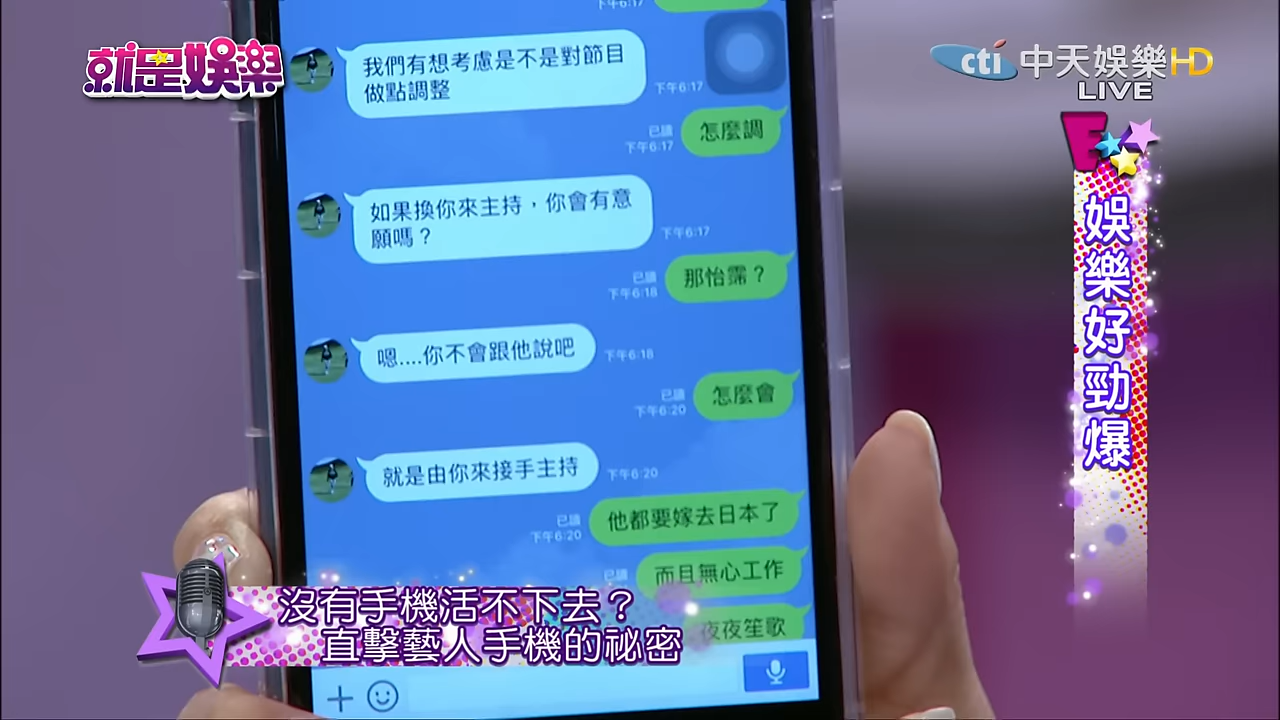 就是娛樂
cti 中天娛樂HD
LIVE
E
娛樂好勁爆
下午6:17
我們有想考慮是不是對節目
做點調整
下午6:17
怎麼調
已讀
下午6:17
如果換你來主持，你會有意
願嗎？
下午6:17
那怡霈？
已讀
下午6:18
嗯....你不會跟他說吧
下午6:18
怎麼會
已讀
下午6:20
就是由你來接手主持
下午6:20
他都要嫁去日本了
已讀
下午6:20
而且無心工作
已讀
夜夜笙歌
沒有手機活不下去？
直擊藝人手機的祕密